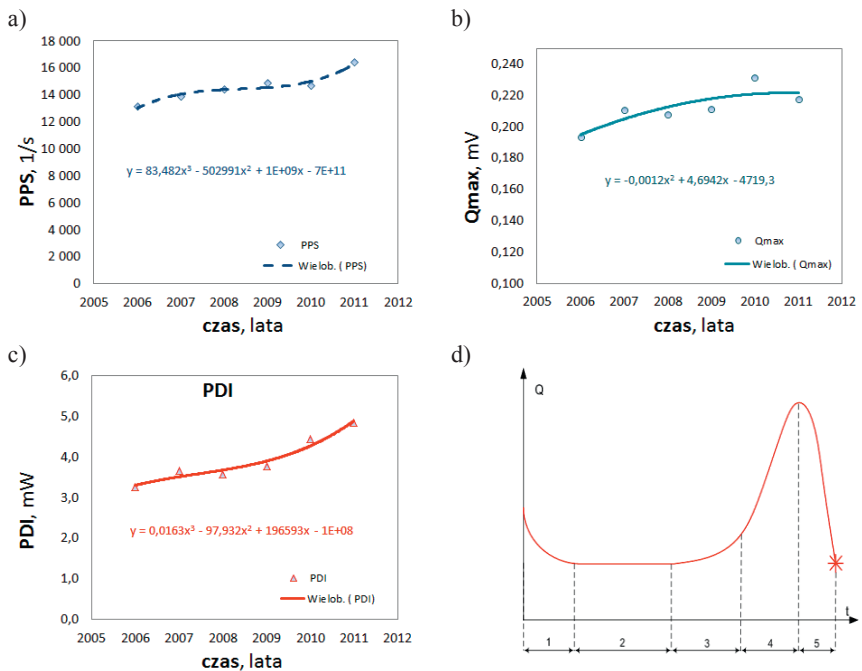 a)
18 000
16 000
14 000
12 000
10 000
8 000
6 000
4 000
2 000
0
PPS, 1/s
y = 83,482x³ - 502991x² + 1E+09x - 7E+11
PPS
Wielob. ( PPS)
2005 2006 2007 2008 2009 2010 2011 2012
czas, lata
b)
0,240
0,220
0,200
0,180
0,160
0,140
0,120
0,100
Qmax, mV
y = -0,0012x² + 4,6942x - 4719,3
Qmax
Wielob. ( Qmax)
2005 2006 2007 2008 2009 2010 2011 2012
czas, lata
c)
PDI
6,0
5,0
4,0
3,0
2,0
1,0
0,0
PDI, mW
y = 0,0163x³ - 97,932x² + 196593x - 1E+08
PDI
Wielob. ( PDI)
2005 2006 2007 2008 2009 2010 2011 2012
czas, lata
d)
Q
t
1 2 3 4 5